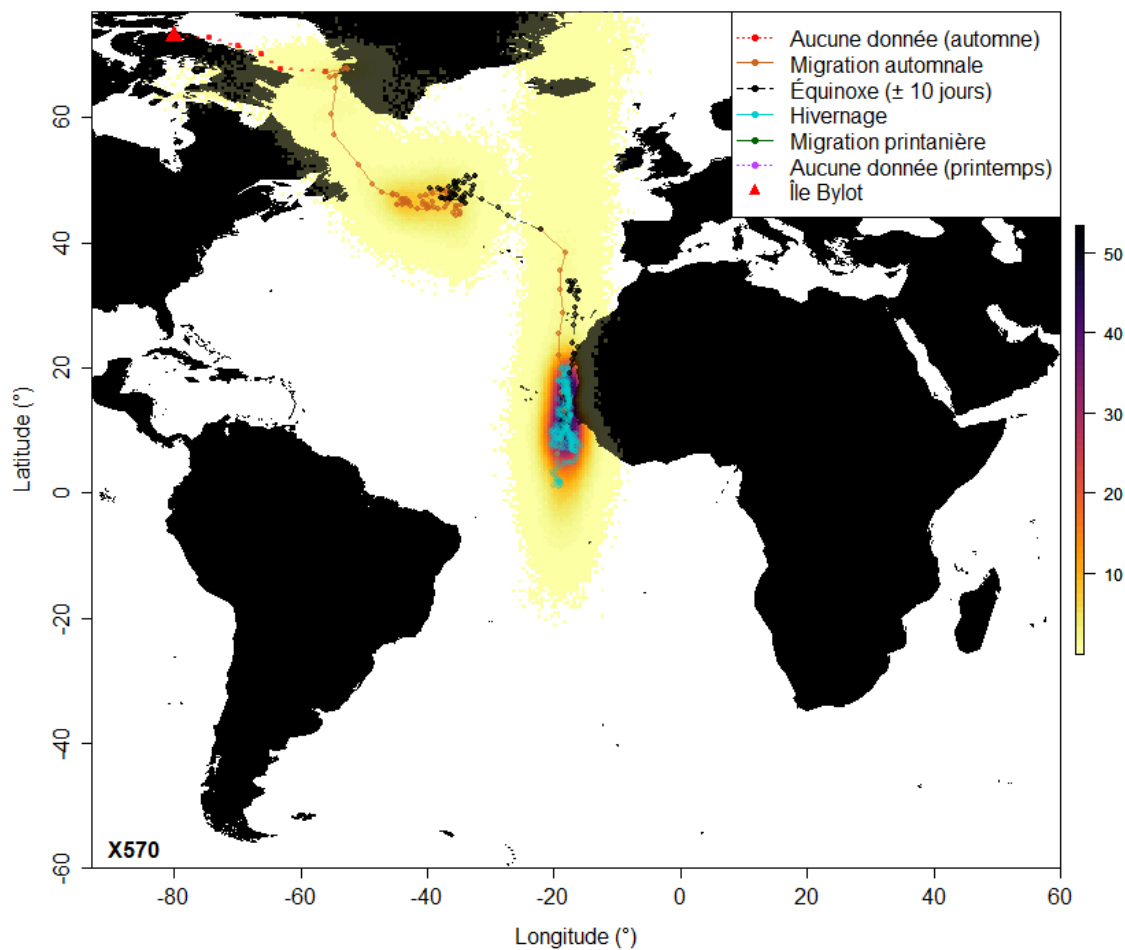 Aucune donnée (automne)
Migration automnale
Équinoxe (± 10 jours)
Hivernage
Migration printanière
Aucune donnée (printemps)
Île Bylot
Latitude (°)
60
40
20
0
-20
-40
-60
50
40
30
20
10
X570
-80 -60 -40 -20 0 20 40 60
Longitude (°)